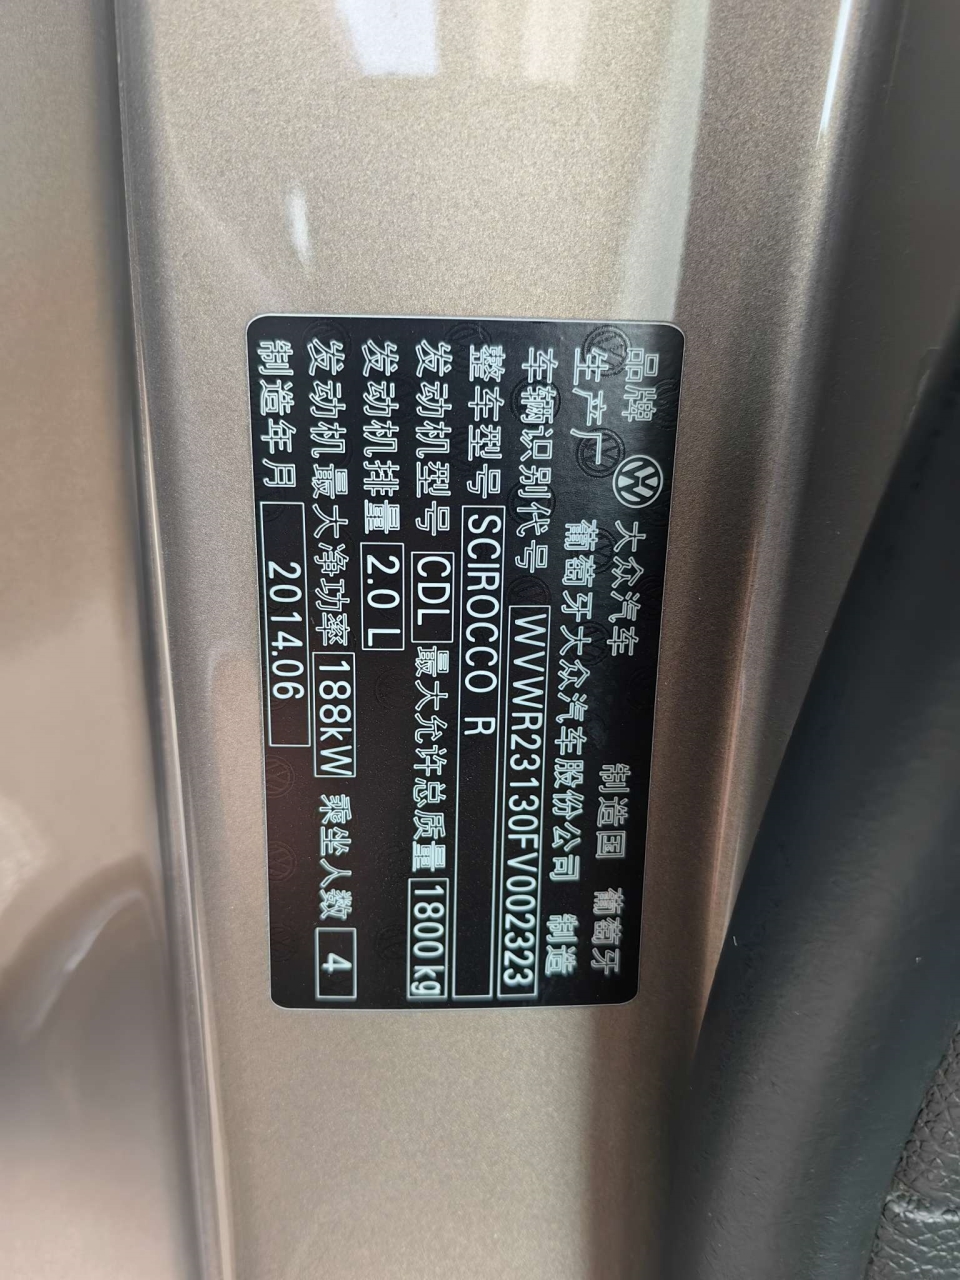 品牌 大众汽车 制造国 葡萄牙
生产厂 葡萄牙大众汽车股份公司 制造
车辆识别代号 WVWR23130FV002323
整车型号 SCIROCCO R
发动机型号 CDL 最大允许总质量 1800kg
发动机排量 2.0 L
发动机最大净功率 188kW 乘坐人数 4
制造年月 2014.06